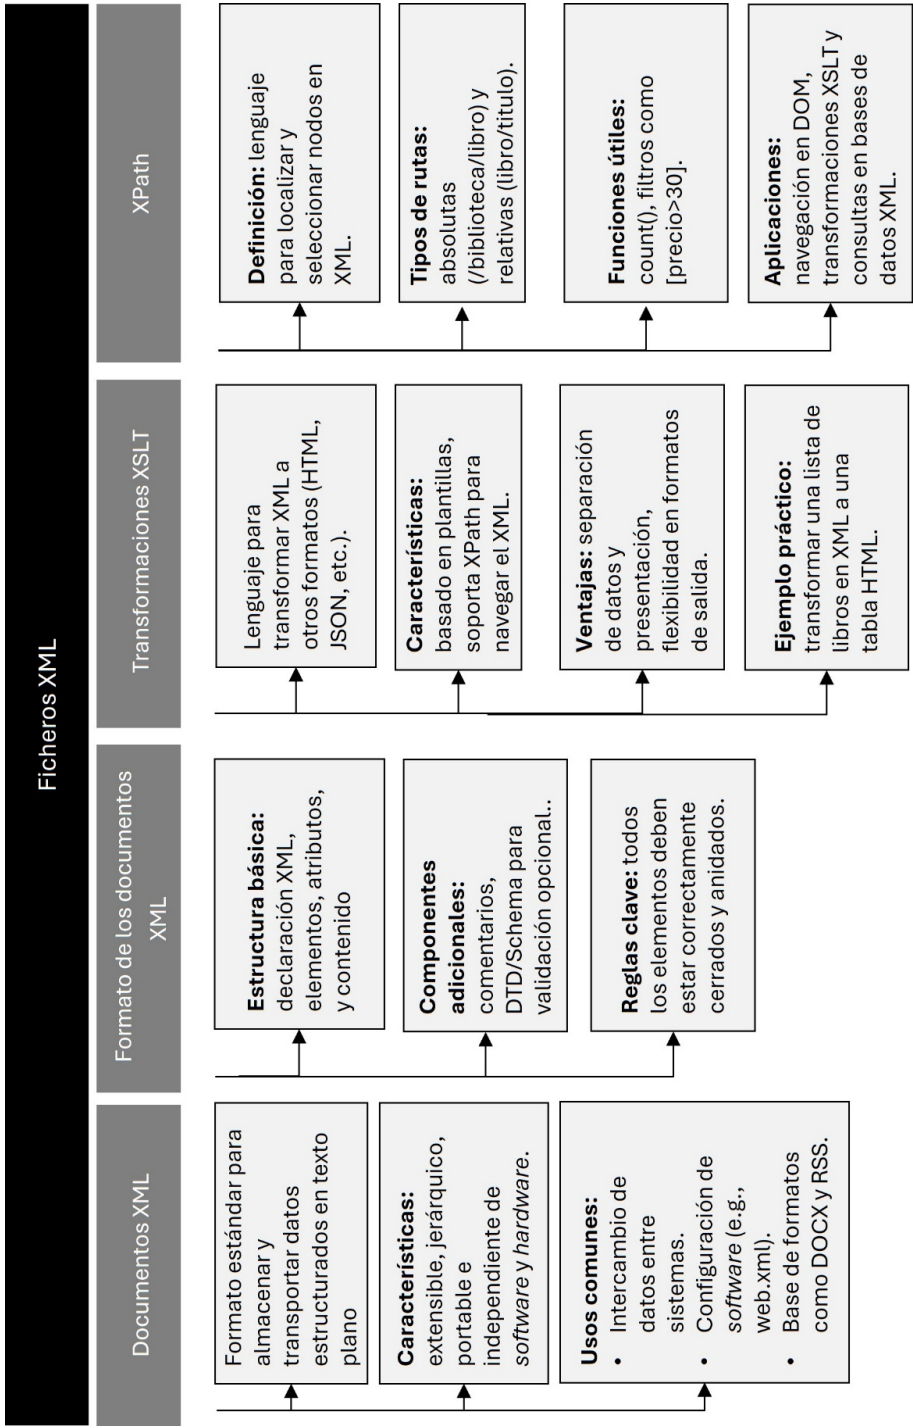 Ficheros XML
Documentos XML
Formato estándar para
almacenar y
transportar datos
estructurados en texto
plano
Características:
extensible, jerárquico,
portable e
independiente de
software y hardware.
Usos comunes:
• Intercambio de
datos entre
sistemas.
• Configuración de
software (e.g.,
web.xml).
• Base de formatos
como DOCX y RSS.
Formato de los documentos
XML
Estructura básica:
declaración XML,
elementos, atributos,
y contenido
Componentes
adicionales:
comentarios,
DTD/Schema para
validación opcional..
Reglas clave: todos
los elementos deben
estar correctamente
cerrados y anidados.
Transformaciones XSLT
Lenguaje para
transformar XML a
otros formatos (HTML,
JSON, etc.).
Características:
basado en plantillas,
soporta XPath para
navegar el XML.
Ventajas: separación
de datos y
presentación,
flexibilidad en formatos
de salida.
Ejemplo práctico:
transformar una lista de
libros en XML a una
tabla HTML.
XPath
Definición: lenguaje
para localizar y
seleccionar nodos en
XML.
Tipos de rutas:
absolutas
(/biblioteca/libro) y
relativas (libro/titulo).
Funciones útiles:
count(), filtros como
[precio>30].
Aplicaciones:
navegación en DOM,
transformaciones XSLT y
consultas en bases de
datos XML.